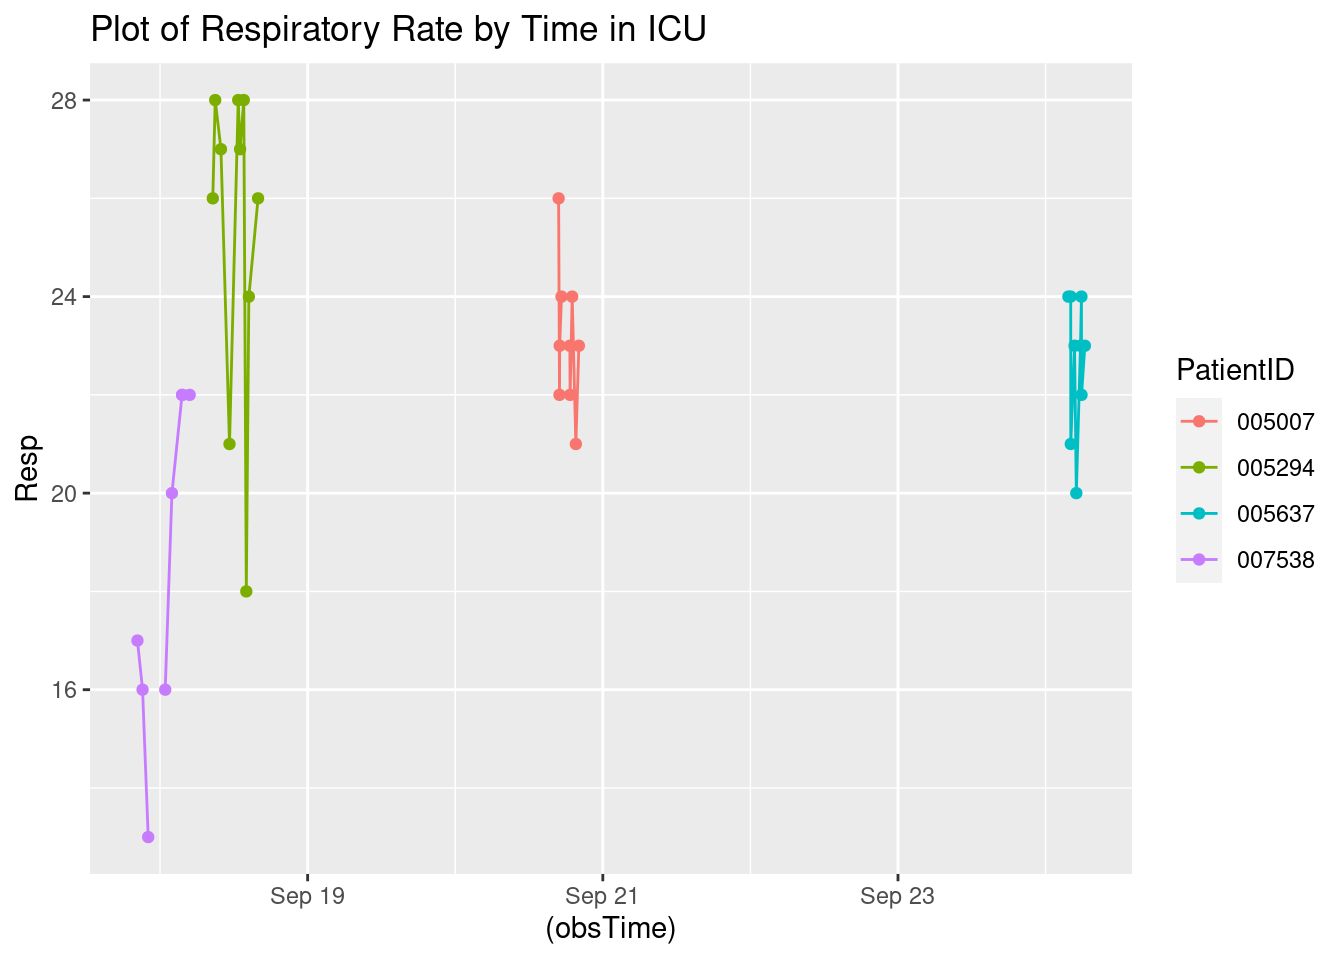 Plot of Respiratory Rate by Time in ICU
28
24
20
16
Resp
Sep 19
Sep 21
Sep 23
(obsTime)
PatientID
005007
005294
005637
007538